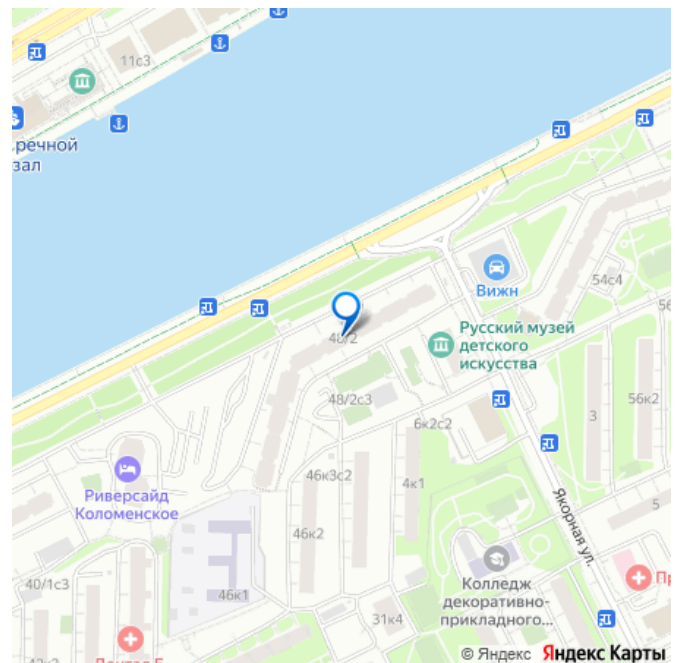 11с3
речной
зал
54с4
Вижн
56
48/2
Русский музей
детского
искусства
48/2с3
3
56к2
6к2с2
46к3с2
4к1
Риверсайд
Коломенское
Якорная ул.
5
46к2
40/1с3
46к1
Колледж
декоративно-
прикладного...
31к4
© Яндекс Яндекс Карты